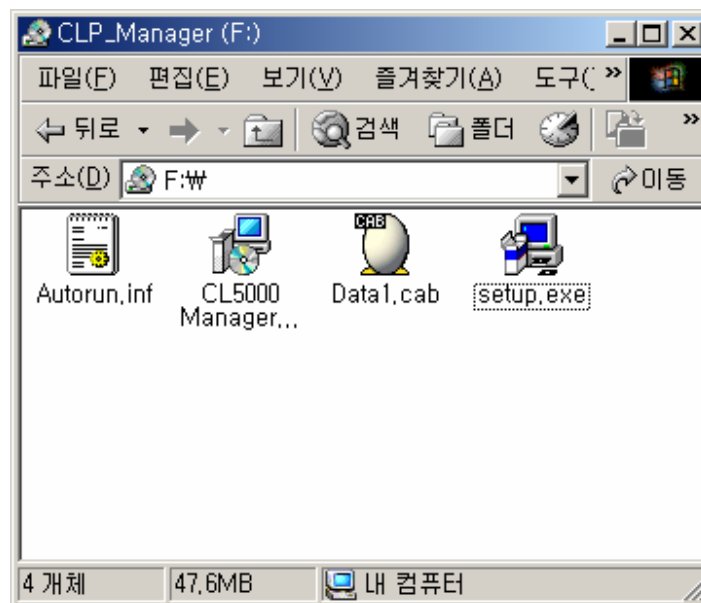 CLP_Manager (F:)
파일(F) 편집(E) 보기(V) 즐겨찾기(A) 도구( »
뒤로 검색 폴더 »
주소(D) F:₩ 이동
Autorun.inf CL5000 Manager... CAB Data1.cab setup.exe
4 개체 47.6MB 내 컴퓨터